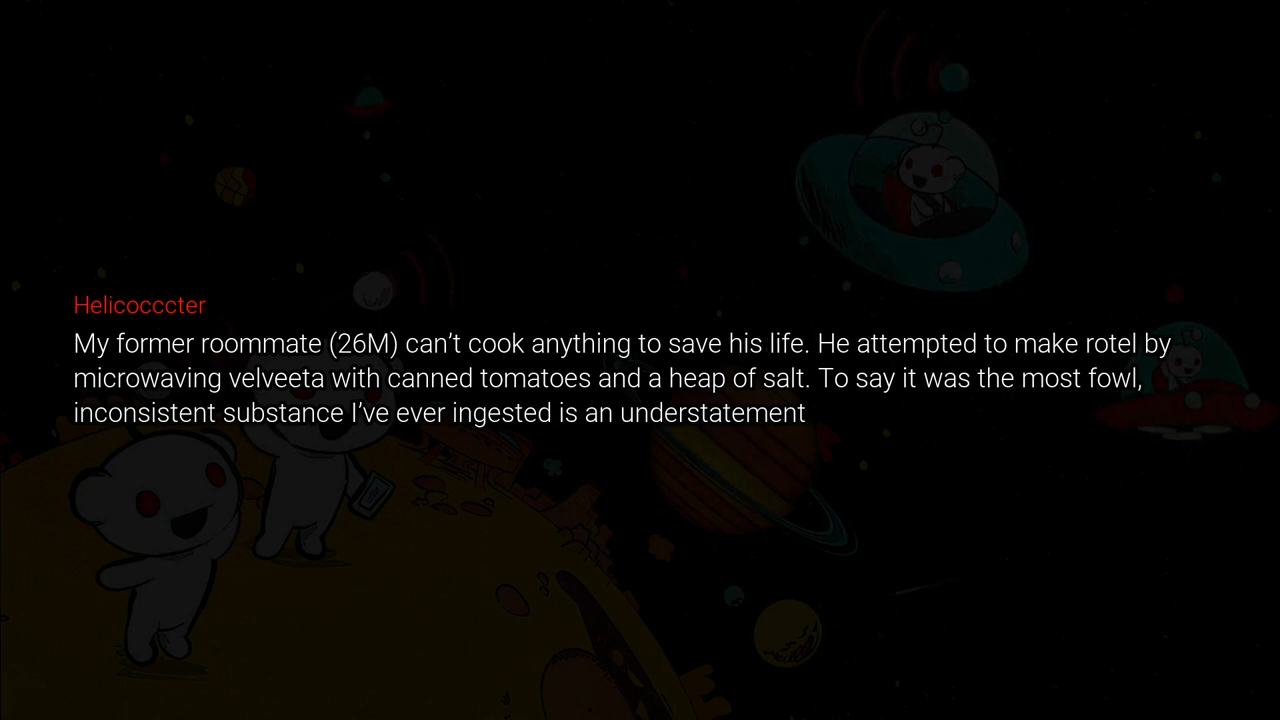 Helicocccter
My former roommate (26M) can’t cook anything to save his life. He attempted to make rotel by
microwaving velveeta with canned tomatoes and a heap of salt. To say it was the most fowl,
inconsistent substance I’ve ever ingested is an understatement